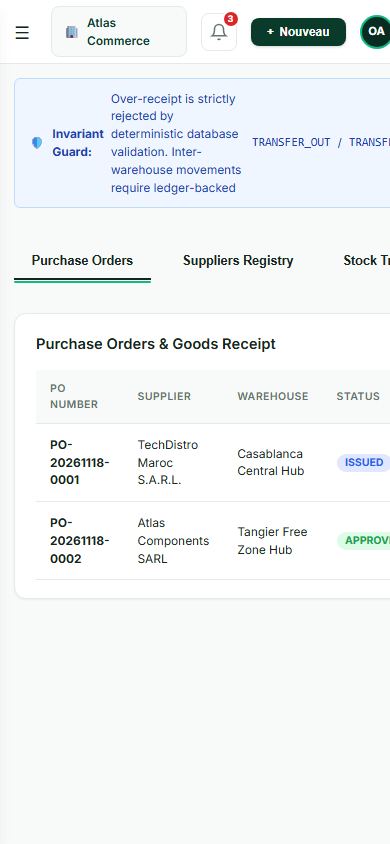 ☰
Atlas
Commerce
3
+ Nouveau
OA
Invariant
Guard:
Over-receipt is strictly
rejected by
deterministic database
validation. Inter-
warehouse movements
require ledger-backed
TRANSFER_OUT / TRANSF
Purchase Orders
Suppliers Registry
Stock Tr
Purchase Orders & Goods Receipt
PO
NUMBER
SUPPLIER
WAREHOUSE
STATUS
PO-
20261118-
0001
TechDistro
Maroc
S.A.R.L.
Casablanca
Central Hub
ISSUED
PO-
20261118-
0002
Atlas
Components
SARL
Tangier Free
Zone Hub
APPROV